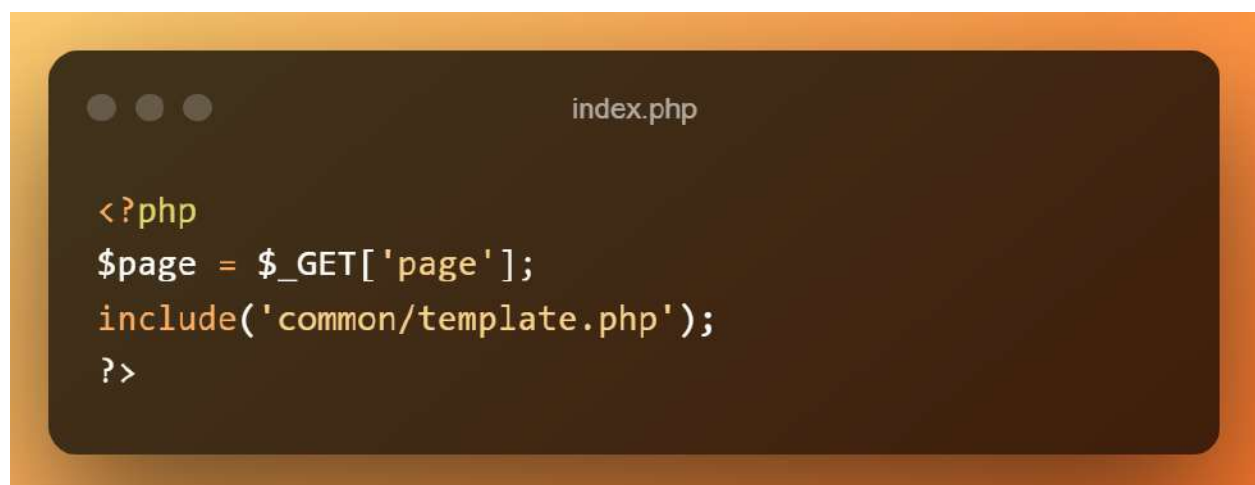 index.php
<?php
$page = $_GET['page'];
include('common/template.php');
?>